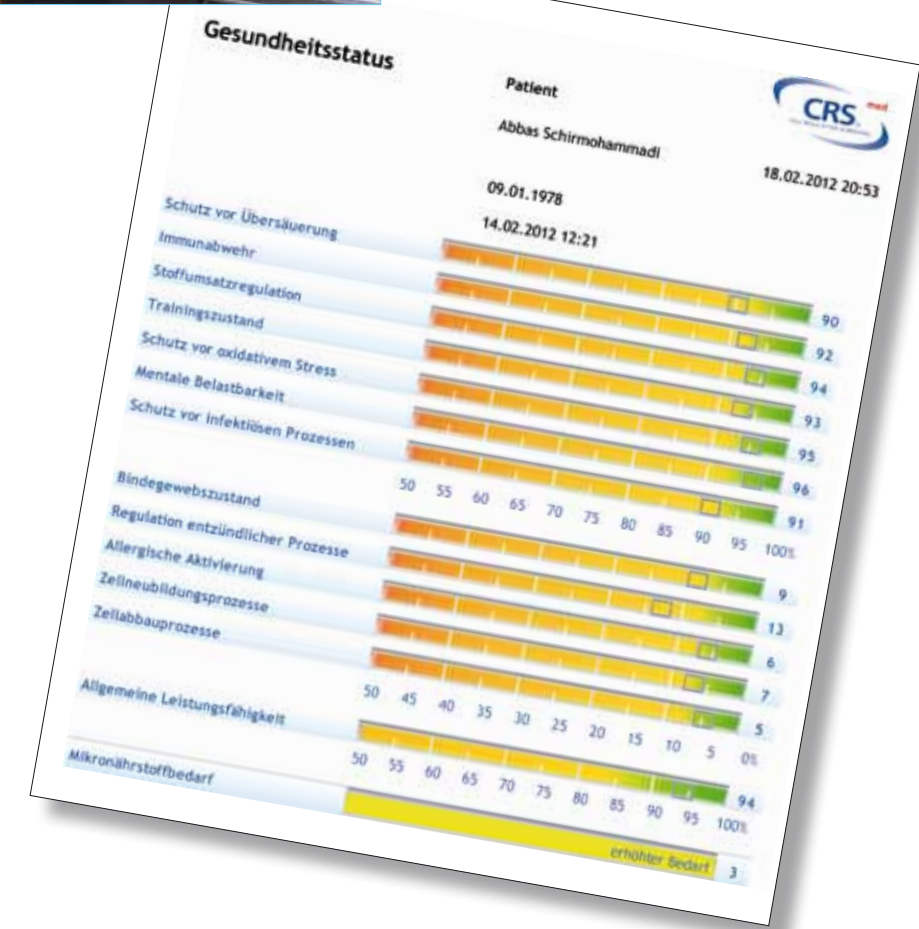 Gesundheitsstatus
Patient
CRS med
Abbas Schirmohammadi
18.02.2012 20:53
09.01.1978
14.02.2012 12:21
Schutz vor Übersäuerung 90
Immunabwehr 92
Stoffumsatzregulation 94
Trainingszustand 93
Schutz vor oxidativem Stress 95
Mentale Belastbarkeit 96
Schutz vor infektiösen Prozessen 91
50 55 60 65 70 75 80 85 90 95 100%
Bindegewebszustand 9
Regulation entzündlicher Prozesse 13
Allergische Aktivierung 6
Zellneubildungsprozesse 7
Zellabbauprozesse 5
50 45 40 35 30 25 20 15 10 5 0%
Allgemeine Leistungsfähigkeit 94
50 55 60 65 70 75 80 85 90 95 100%
Mikronährstoffbedarf erhöhter Bedarf 3